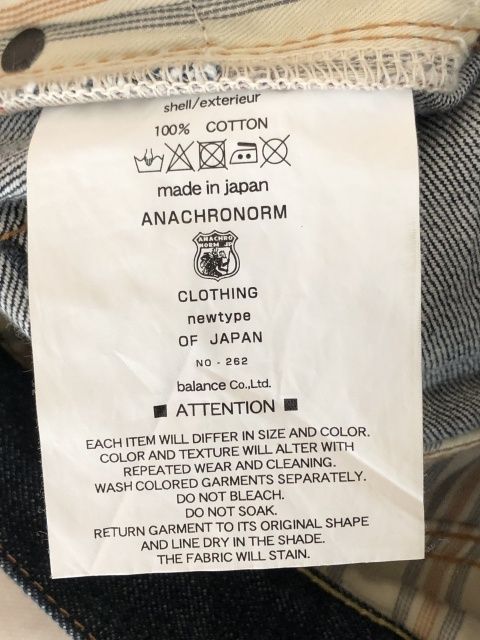 shell/exterieur
100% COTTON
made in japan
ANACHRONORM
ANACHRO
NORM JP
CLOTHING
newtype
OF JAPAN
NO - 262
balance Co.,Ltd.
ATTENTION
EACH ITEM WILL DIFFER IN SIZE AND COLOR.
COLOR AND TEXTURE WILL ALTER WITH
REPEATED WEAR AND CLEANING.
WASH COLORED GARMENTS SEPARATELY.
DO NOT BLEACH.
DO NOT SOAK.
RETURN GARMENT TO ITS ORIGINAL SHAPE
AND LINE DRY IN THE SHADE.
THE FABRIC WILL STAIN.